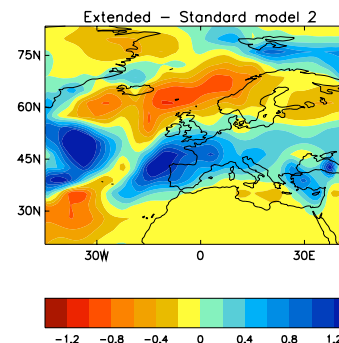 Extended – Standard model 2
75N
60N
45N
30N
30W 0 30E
-1.2 -0.8 -0.4 0 0.4 0.8 1.2